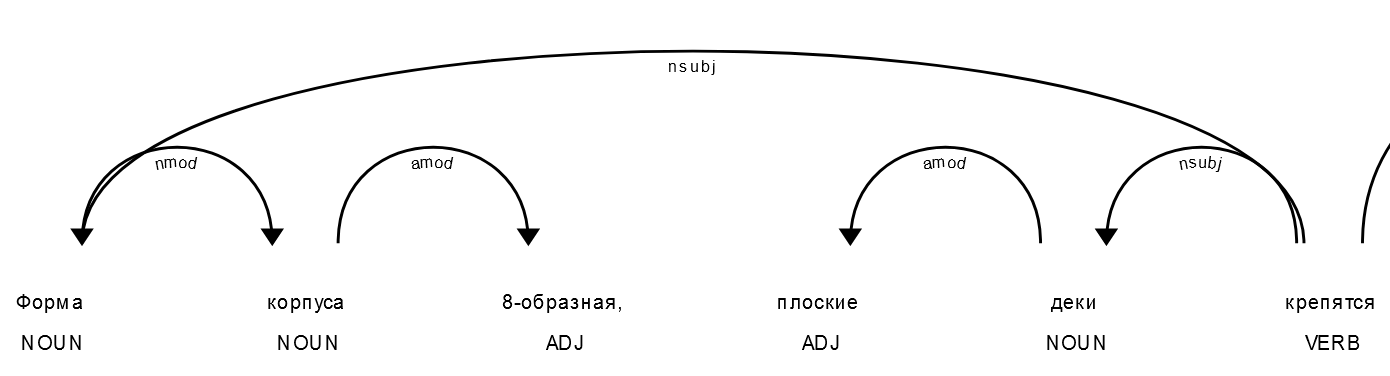 nsubj
nmod amod amod nsubj
Форма корпуса 8-образная, плоские деки крепятся
NOUN NOUN ADJ ADJ NOUN VERB